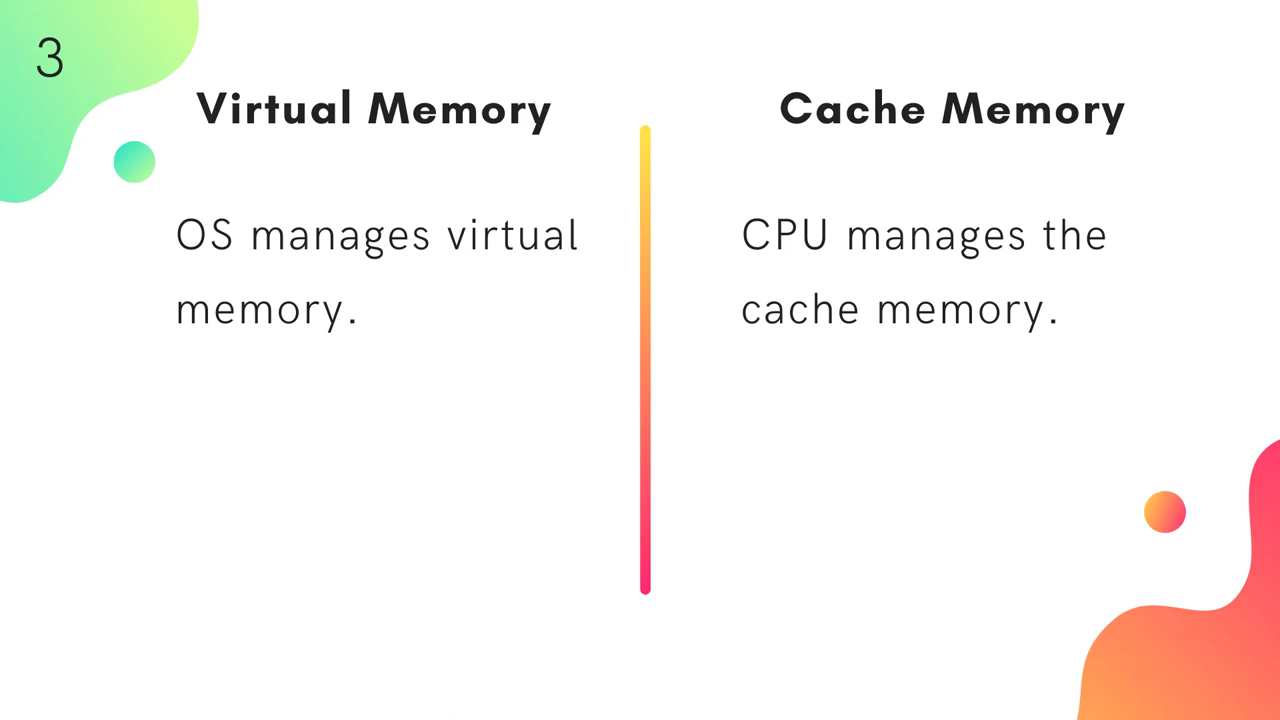 3
Virtual Memory
OS manages virtual
memory.
Cache Memory
CPU manages the
cache memory.